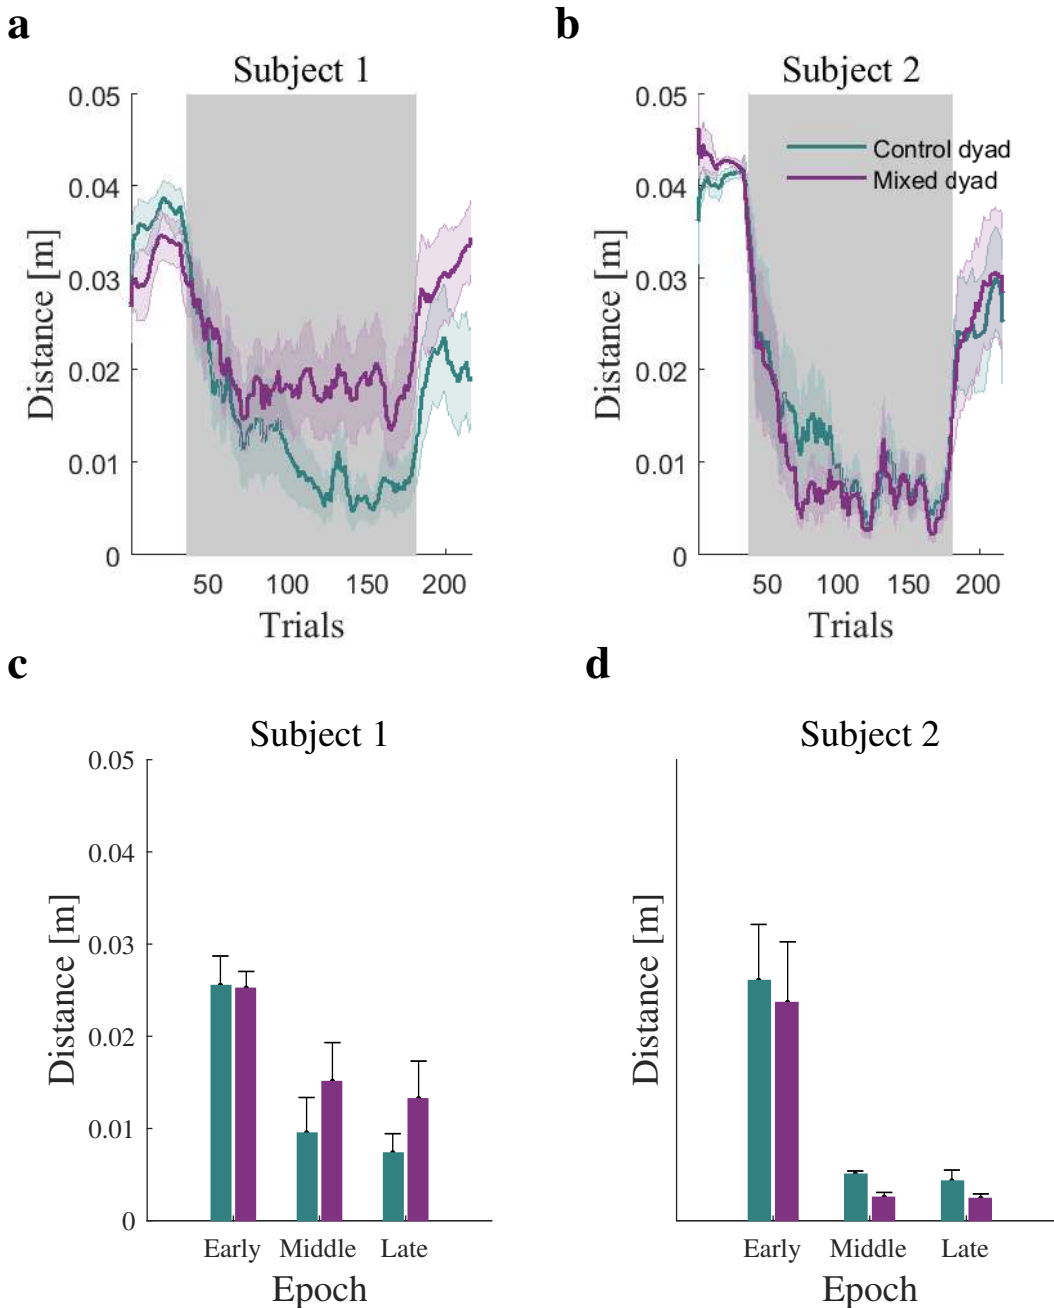 a
Subject 1
0.05
0.04
0.03
0.02
0.01
0
Distance [m]
50 100 150 200
Trials
b
Subject 2
0.05
0.04
0.03
0.02
0.01
0
Distance [m]
Control dyad
Mixed dyad
50 100 150 200
Trials
c
Subject 1
0.05
0.04
0.03
0.02
0.01
0
Distance [m]
Early Middle Late
Epoch
d
Subject 2
Distance [m]
Early Middle Late
Epoch